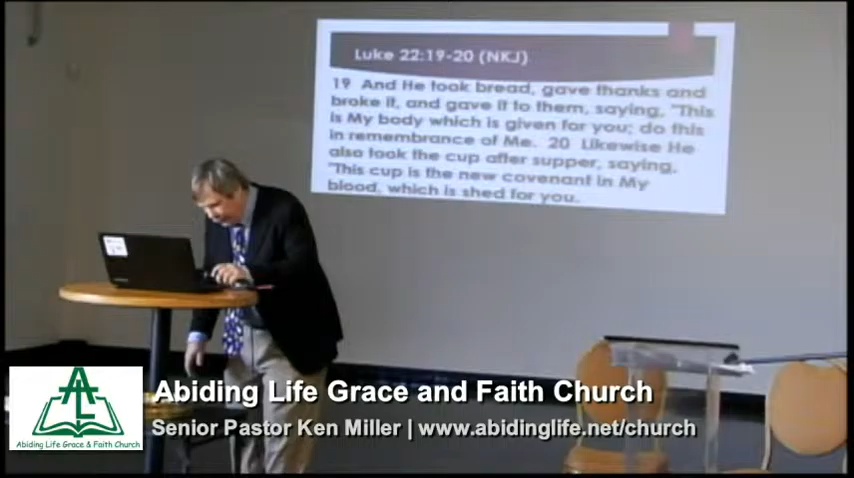 Luke 22:19-20 (NKJ)
19 And He took bread, gave thanks and
broke it, and gave it to them, saying, "This
is My body which is given for you; do this
in remembrance of Me. 20 Likewise He
also took the cup after supper, saying,
"This cup is the new covenant in My
blood, which is shed for you.
AL
Abiding Life Grace & Faith Church
Abiding Life Grace and Faith Church
Senior Pastor Ken Miller | www.abidinglife.net/church